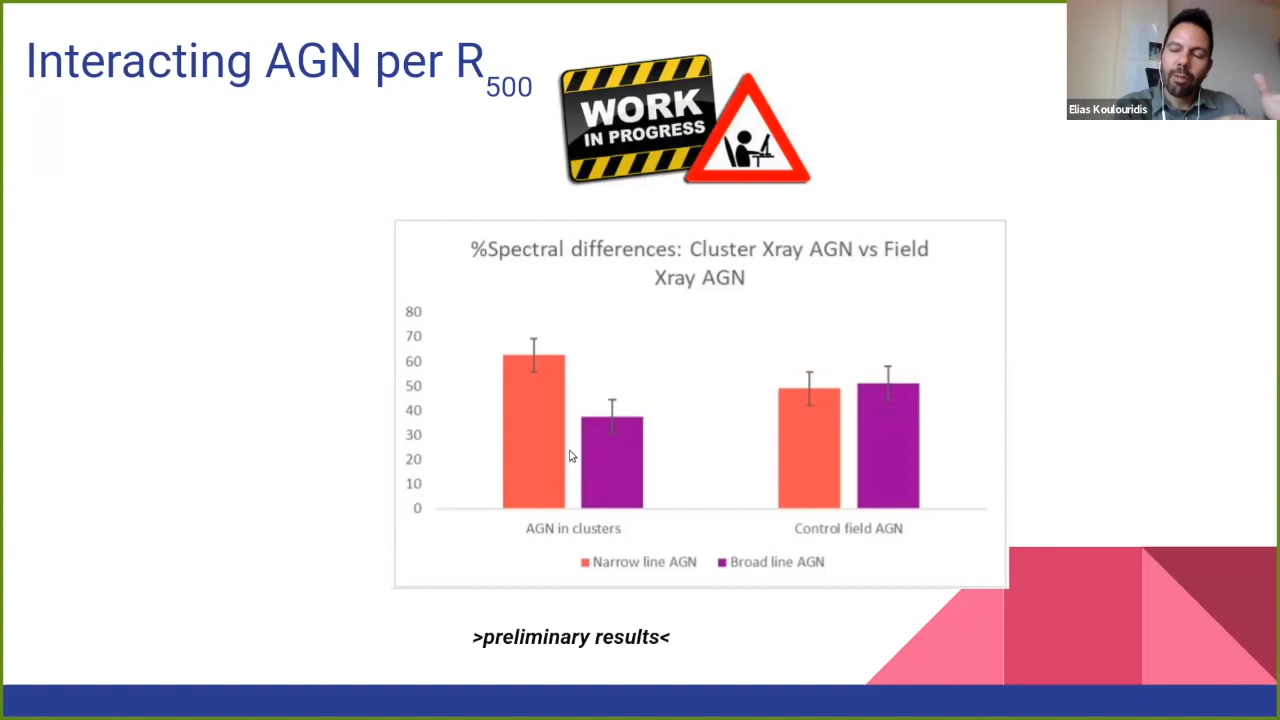 Interacting AGN per R500
WORK
IN PROGRESS
Elias Koulouridis
%Spectral differences: Cluster Xray AGN vs Field
Xray AGN
80
70
60
50
40
30
20
10
0
AGN in clusters
Control field AGN
Narrow line AGN
Broad line AGN
>preliminary results<